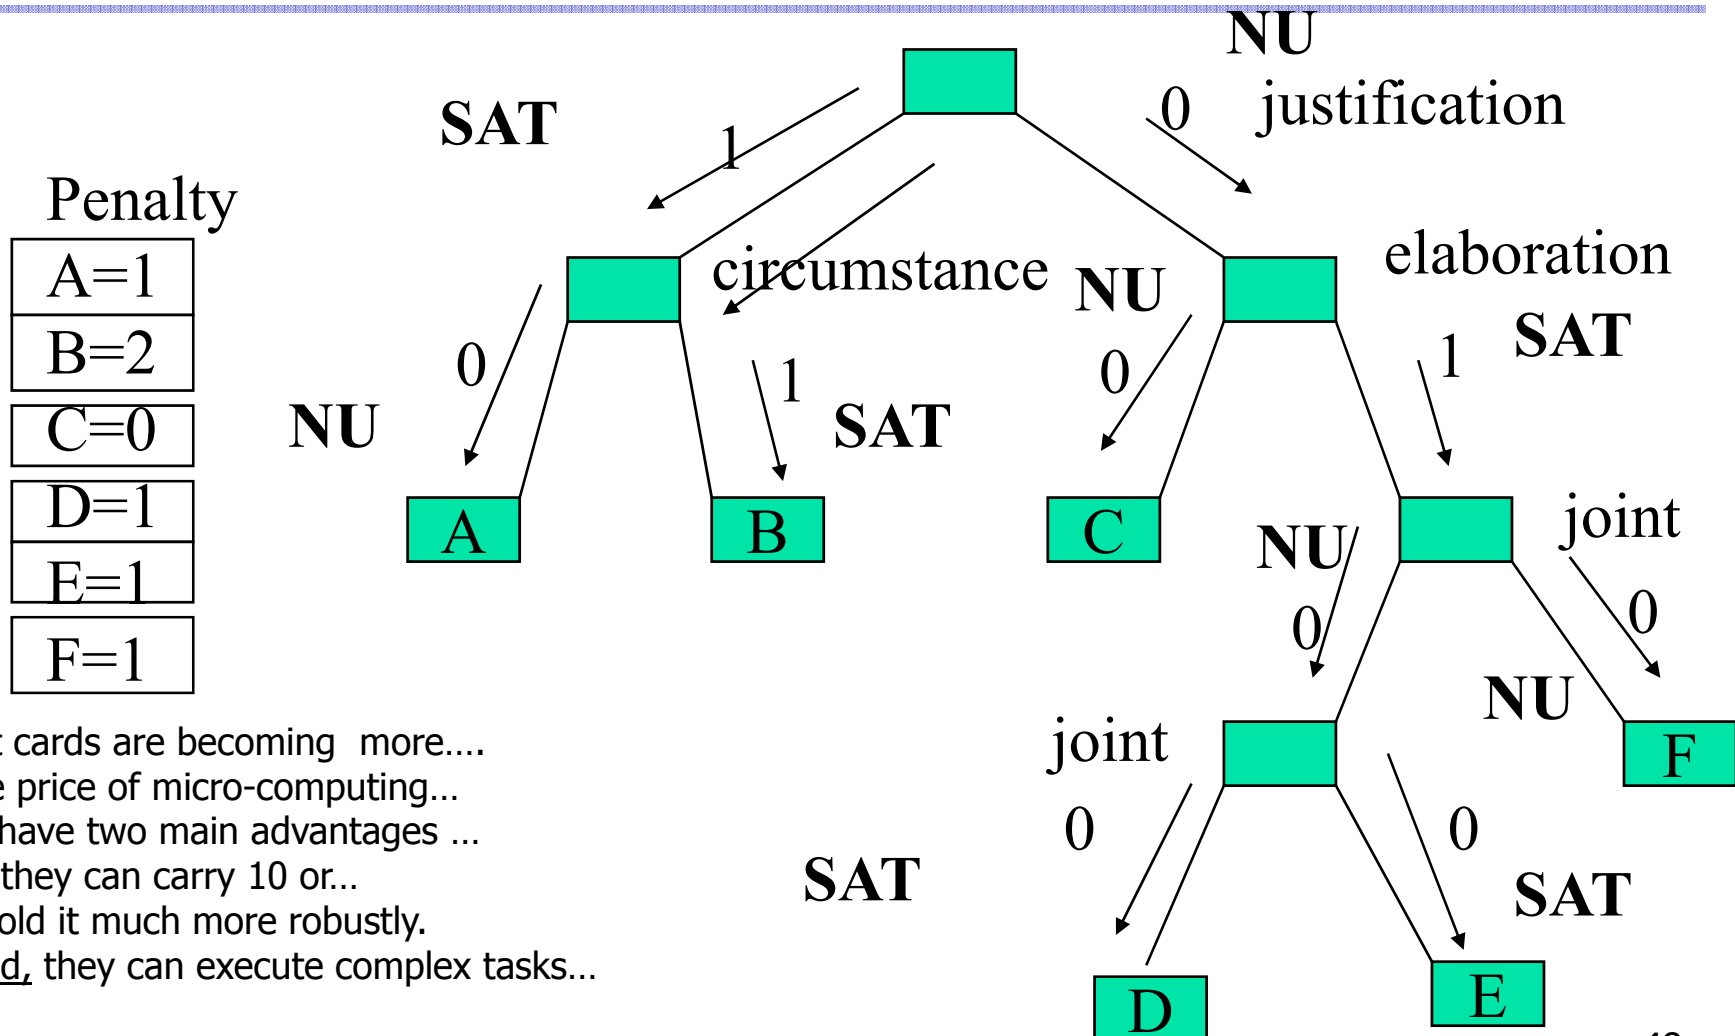 NU
SAT
1
0
justification
Penalty
A=1
B=2
C=0
D=1
E=1
F=1
circumstance
NU
elaboration
SAT
0
1
0
1
NU
SAT
A
B
C
NU
joint
0
0
NU
joint
F
0
0
SAT
SAT
D
E
cards are becoming more….
price of micro-computing…
have two main advantages …
they can carry 10 or…
old it much more robustly.
d, they can execute complex tasks…